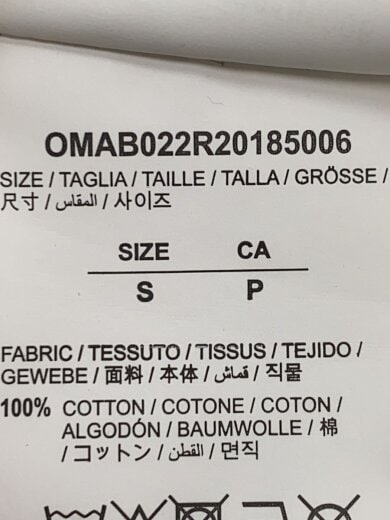 OMAB022R20185006
SIZE / TAGLIA / TAILLE / TALLA / GRÖSSE /
尺寸 / المقاس / 사이즈
SIZE CA
S P
FABRIC / TESSUTO / TISSUS / TEJIDO /
GEWEBE / 面料 / 本体 / قماش / 직물
100% COTTON / COTONE / COTON /
ALGODÓN / BAUMWOLLE / 棉
/ コットン / القطن / 면직